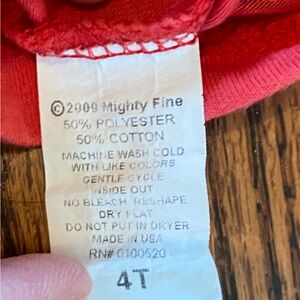 ©2009 Mighty Fine
50% POLYESTER
50% COTTON
MACHINE WASH COLD
WITH LIKE COLORS
GENTLE CYCLE
INSIDE OUT
NO BLEACH, RESHAPE
DRY FLAT
DO NOT PUT IN DRYER
MADE IN USA
RN# 0100520
4T